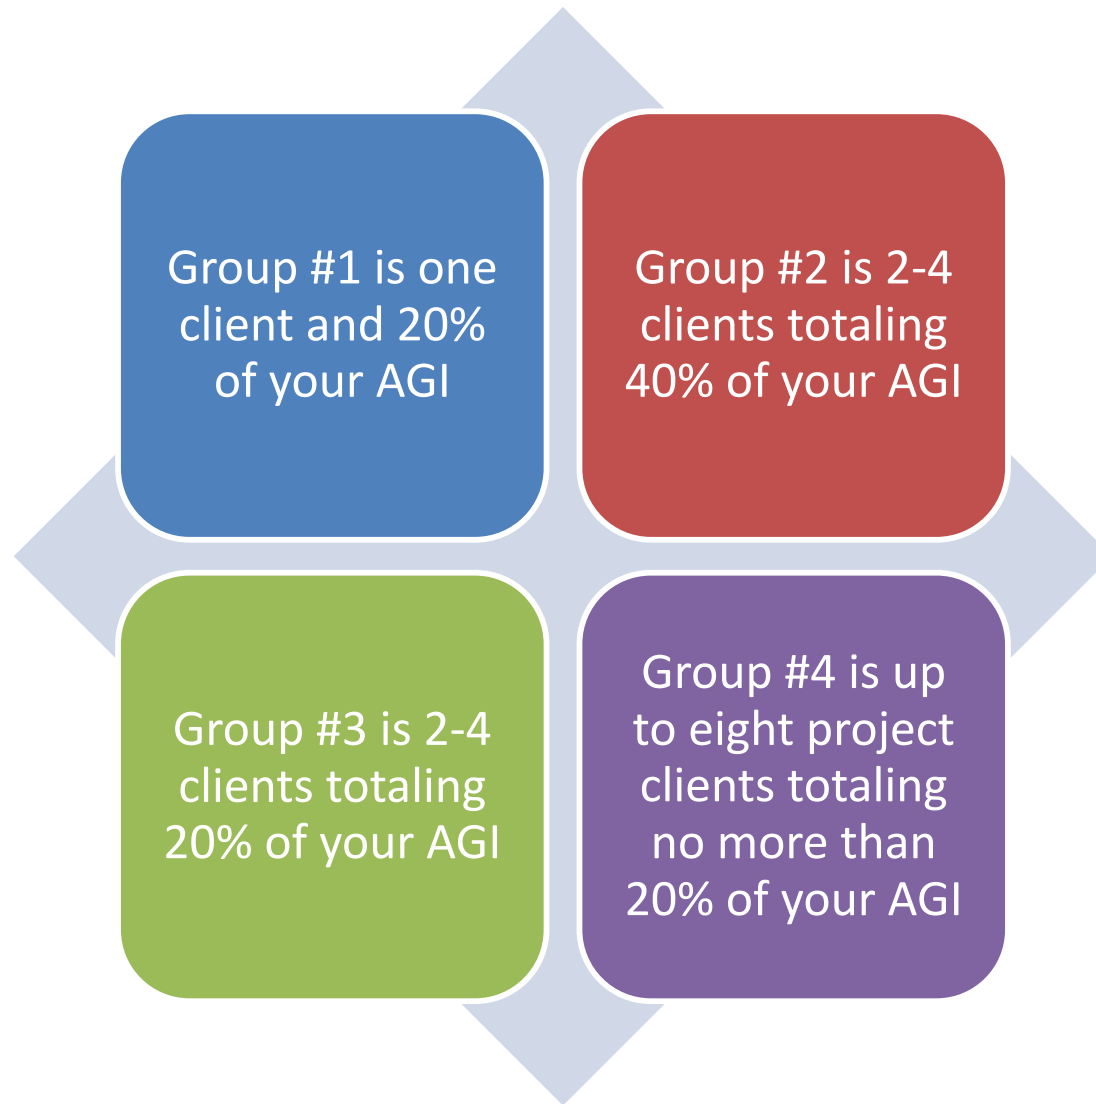 Group #1 is one
client and 20%
of your AGI
Group #2 is 2-4
clients totaling
40% of your AGI
Group #3 is 2-4
clients totaling
20% of your AGI
Group #4 is up
to eight project
clients totaling
no more than
20% of your AGI